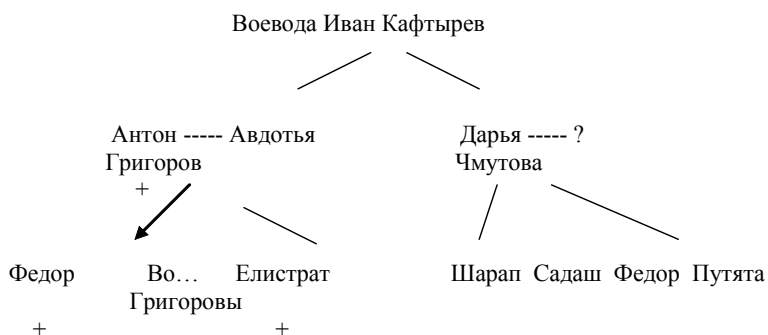 Воевода Иван Кафтырев
Антон ----- Авдотья Дарья ----- ?
Григоров Чмутова
+
Федор Во… Елистрат Шарап Садаш Федор Путята
Григоровы
+ +